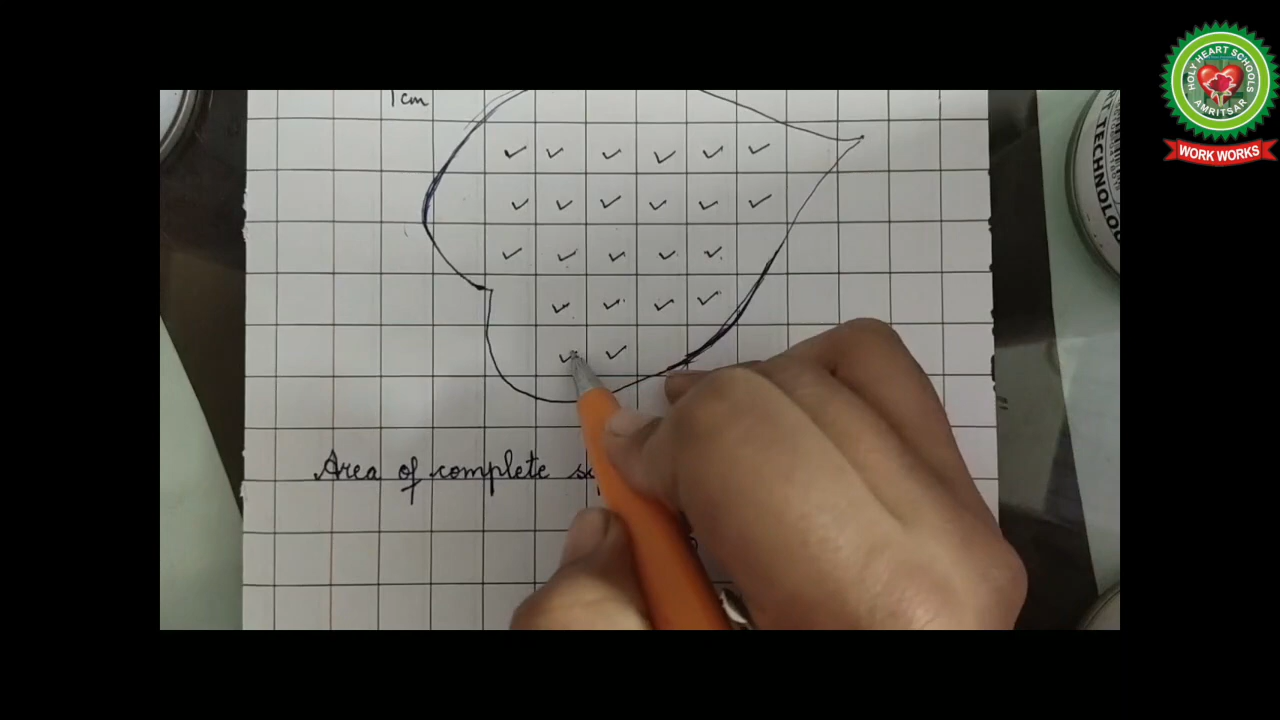 1cm
Area of complete
HOLY HEART SCHOOLS
AMRITSAR
WORK WORKS
TECHNOLO